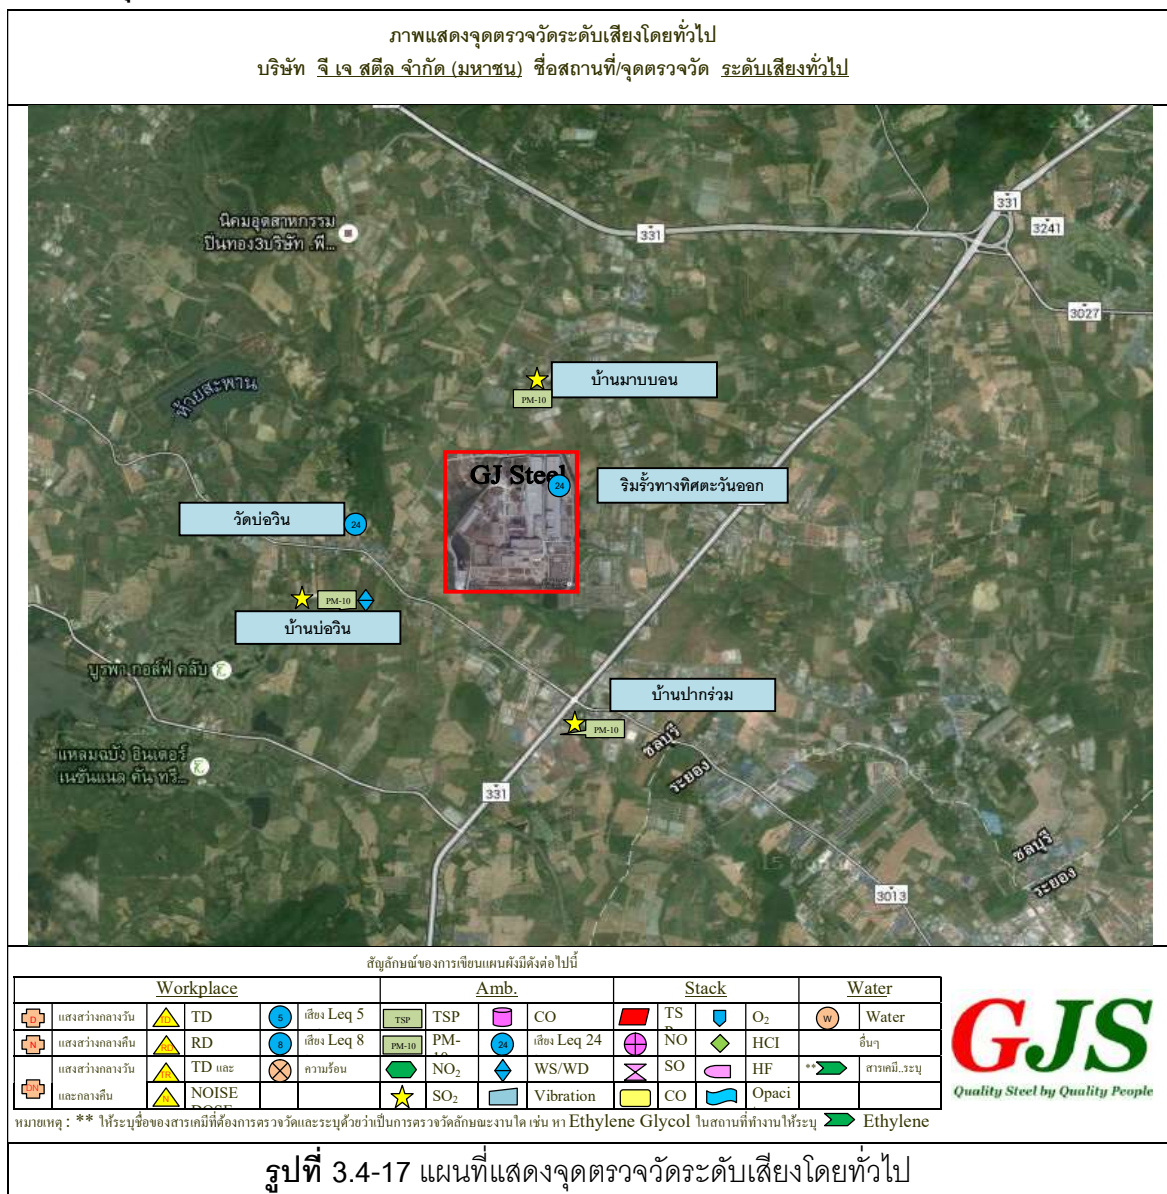 ภาพแสดงจุดตรวจวัดระดับเสียงโดยทั่วไป
บริษัท จี เจ สตีล จำกัด (มหาชน) ชื่อสถานที่/จุดตรวจวัด ระดับเสียงทั่วไป
331
3241
นิคมอุตสาหกรรม
ปิ่นทอง3บริษัท .พี...
331
3027
ห้วยสะพาน
บ้านมาบบอน
PM-10
GJ Steel
24
ริมรั้วทางทิศตะวันออก
วัดบ่อวิน
24
PM-10
บ้านบ่อวิน
บูรพา กอล์ฟ คลับ
บ้านปากร่วม
PM-10
ชลบุรี
ระยอง
แหลมฉบัง อินเตอร์
เนชั่นแนล คัน ทรี...
331
ชลบุรี
ระยอง
3013
สัญลักษณ์ของการเขียนแผนผังมีดังต่อไปนี้
Workplace Amb. Stack Water
D แสงสว่างกลางวัน TD TD 5 เสียง Leq 5 TSP TSP CO TS O2 W Water
N แสงสว่างกลางคืน RD RD 8 เสียง Leq 8 PM-10 PM- 24 เสียง Leq 24 NO HCI อื่นๆ
DN แสงสว่างกลางวัน TR TD และ ความร้อน NO2 WS/WD SO HF ** สารเคมี..ระบุ
และกลางคืน N NOISE SO2 Vibration CO Opaci
GJS
Quality Steel by Quality People
หมายเหตุ : ** ให้ระบุชื่อของสารเคมีที่ต้องการตรวจวัดและระบุด้วยว่าเป็นการตรวจวัดลักษณะงานใด เช่น หา Ethylene Glycol ในสถานที่ทำงานให้ระบุ Ethylene
รูปที่ 3.4-17 แผนที่แสดงจุดตรวจวัดระดับเสียงโดยทั่วไป